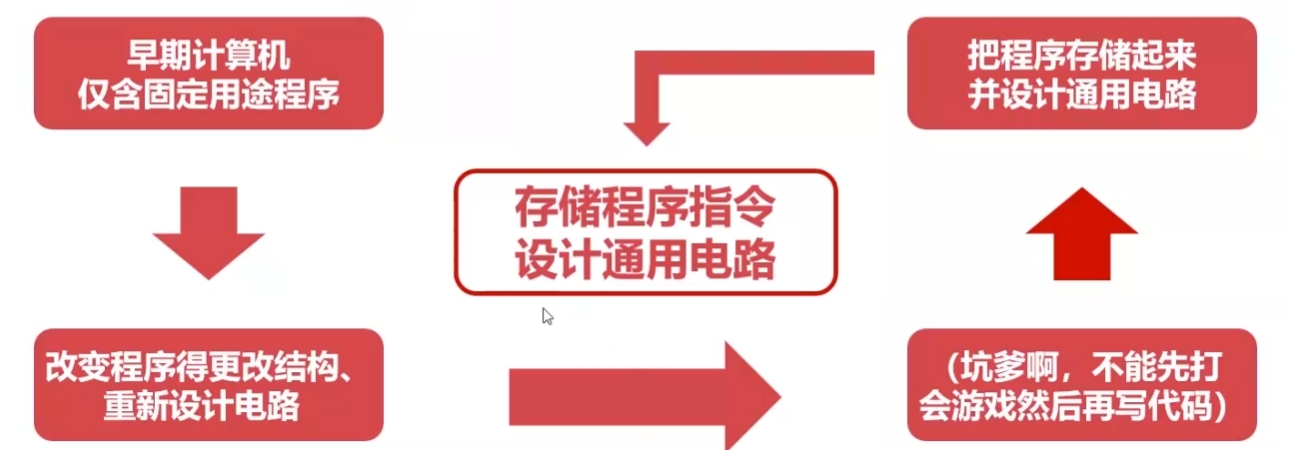 早期计算机
仅含固定用途程序
改变程序得更改结构、
重新设计电路
（坑爹啊，不能先打
会游戏然后再写代码）
把程序存储起来
并设计通用电路
存储程序指令
设计通用电路